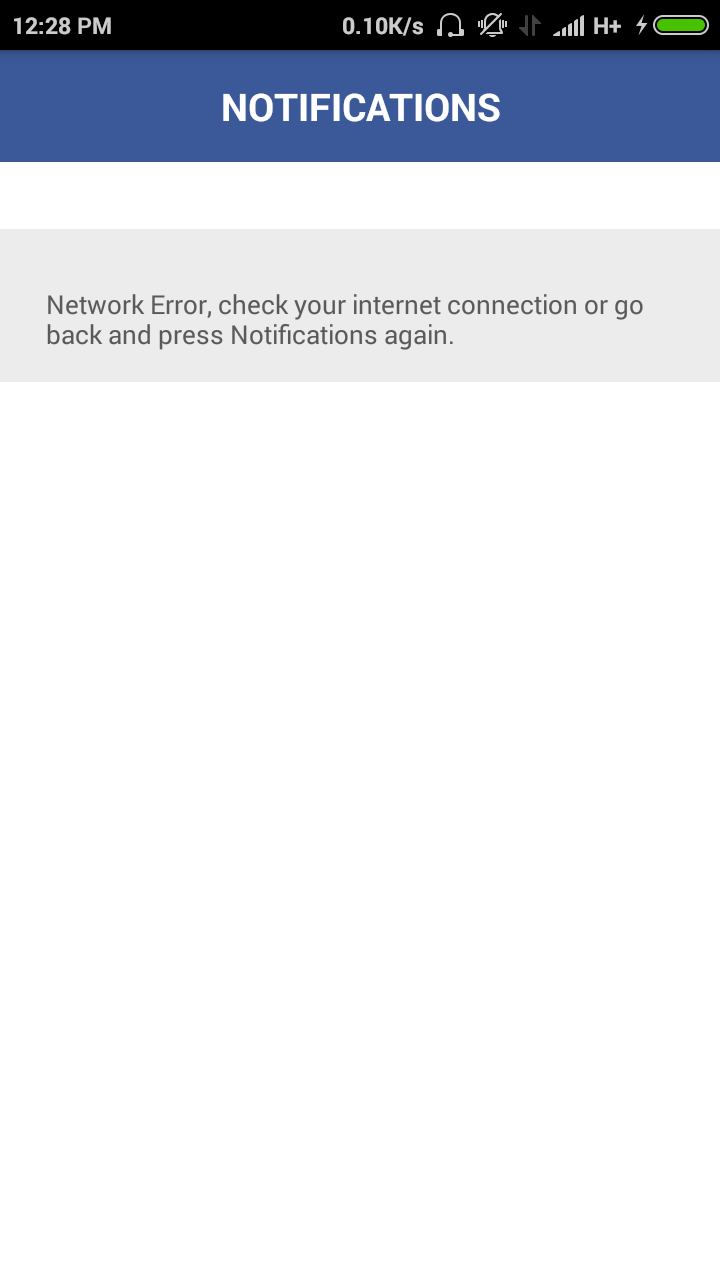 12:28 PM 0.10K/s H+
NOTIFICATIONS
Network Error, check your internet connection or go
back and press Notifications again.